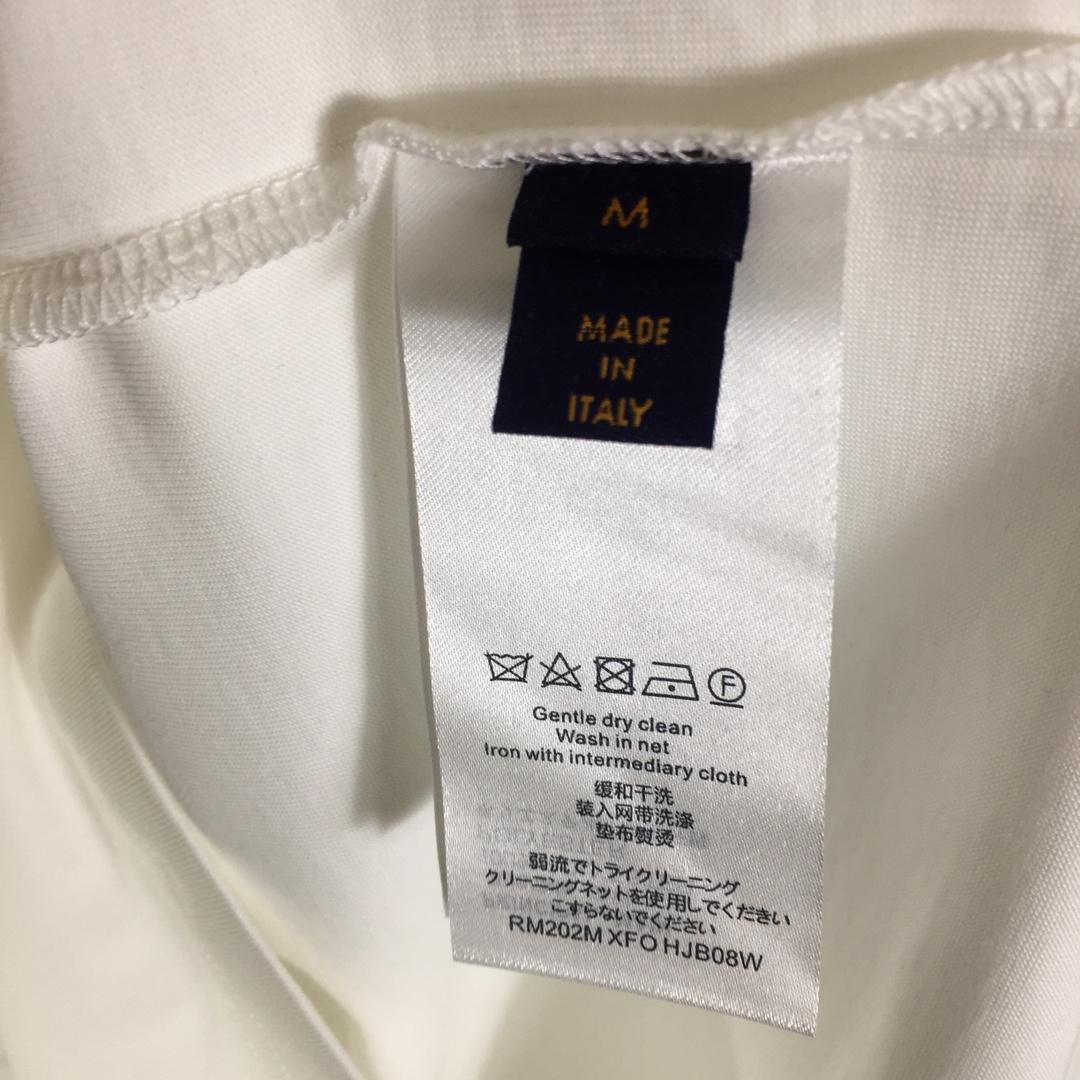 M
MADE
IN
ITALY
F
Gentle dry clean
Wash in net
Iron with intermediary cloth
缓和干洗
装入网带洗涤
垫布熨烫
弱流でトライクリーニング
クリーニングネットを使用しでください
こすらないでください
RM202M XFO HJB08W